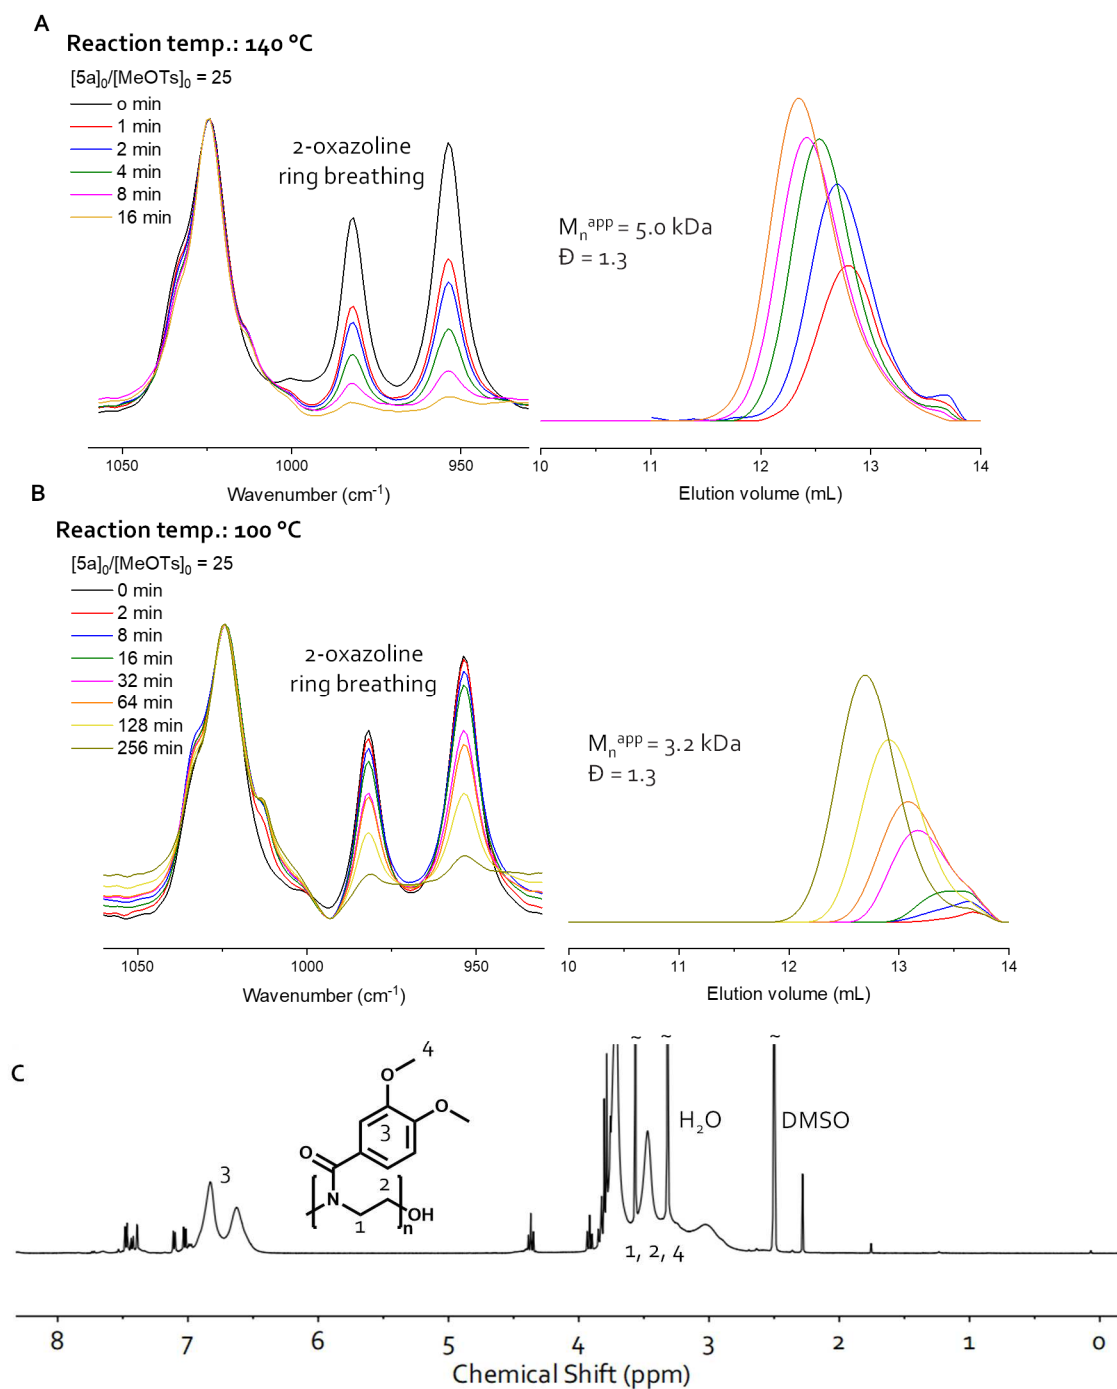 A
Reaction temp.: 140 °C
[5a]₀/[MeOTs]₀ = 25
0 min
1 min
2 min
4 min
8 min
16 min
2-oxazoline
ring breathing
Mₙᵃᵖᵖ = 5.0 kDa
Đ = 1.3
1050 1000 950
Wavenumber (cm⁻¹)
10 11 12 13 14
Elution volume (mL)
B
Reaction temp.: 100 °C
[5a]₀/[MeOTs]₀ = 25
0 min
2 min
8 min
16 min
32 min
64 min
128 min
256 min
2-oxazoline
ring breathing
Mₙᵃᵖᵖ = 3.2 kDa
Đ = 1.3
1050 1000 950
Wavenumber (cm⁻¹)
10 11 12 13 14
Elution volume (mL)
C
4
O
O
3
O
N
2
1
n
OH
3
~ ~ ~
H₂O
DMSO
1, 2, 4
8 7 6 5 4 3 2 1 0
Chemical Shift (ppm)